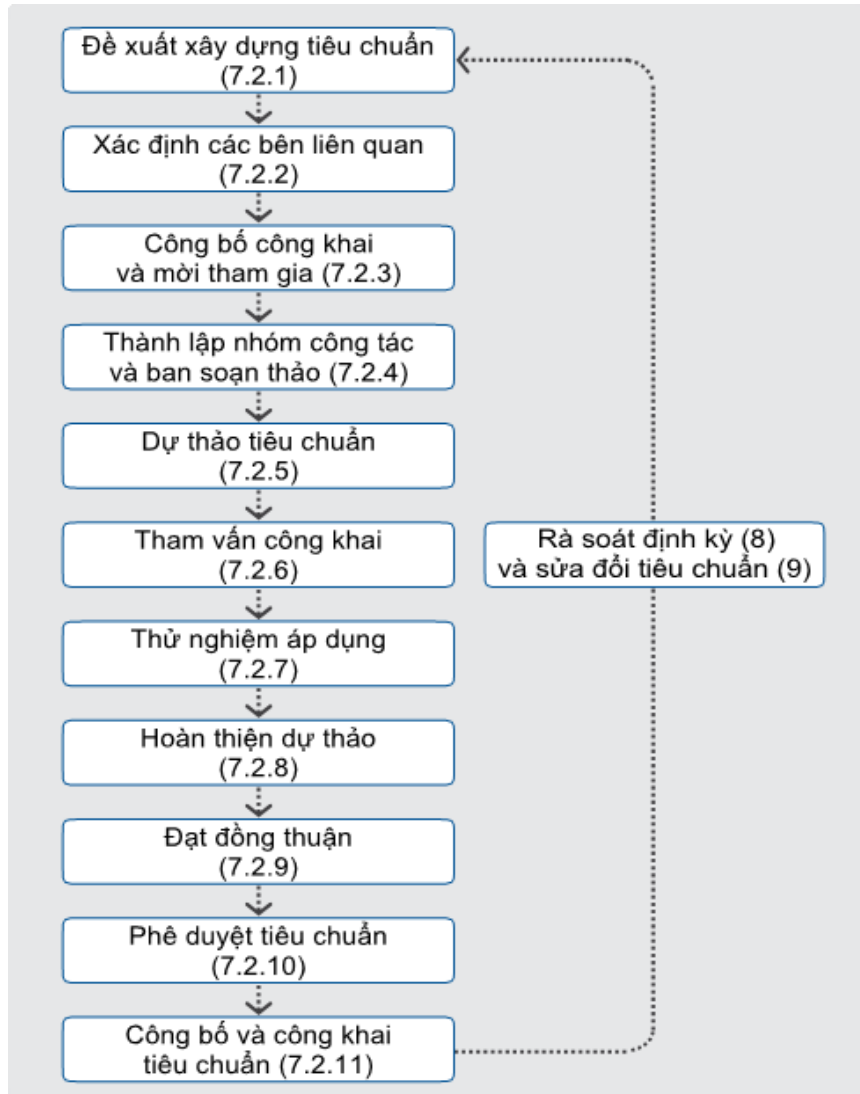 Đề xuất xây dựng tiêu chuẩn
(7.2.1)
Xác định các bên liên quan
(7.2.2)
Công bố công khai
và mời tham gia (7.2.3)
Thành lập nhóm công tác
và ban soạn thảo (7.2.4)
Dự thảo tiêu chuẩn
(7.2.5)
Tham vấn công khai
(7.2.6)
Thử nghiệm áp dụng
(7.2.7)
Hoàn thiện dự thảo
(7.2.8)
Đạt đồng thuận
(7.2.9)
Phê duyệt tiêu chuẩn
(7.2.10)
Công bố và công khai
tiêu chuẩn (7.2.11)
Rà soát định kỳ (8)
và sửa đổi tiêu chuẩn (9)